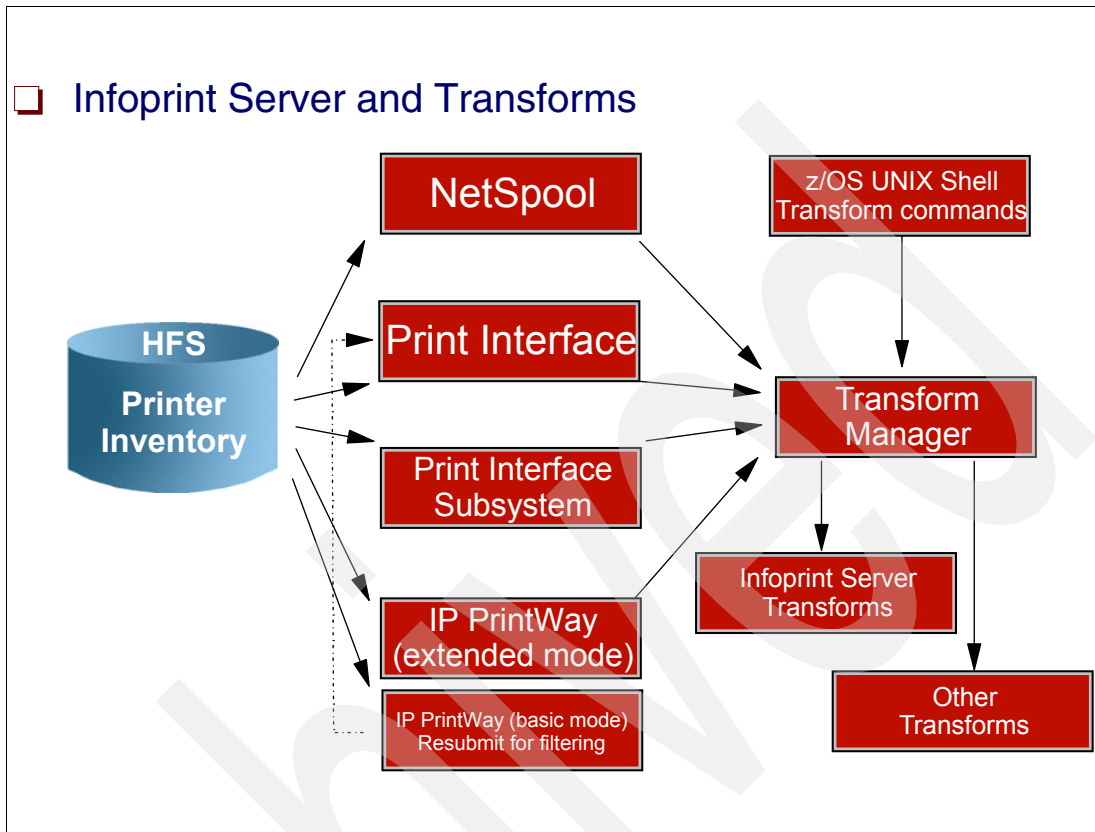 Infoprint Server and Transforms
NetSpool
z/OS UNIX Shell
Transform commands
HFS
Printer
Inventory
Print Interface
Transform
Manager
Print Interface
Subsystem
Infoprint Server
Transforms
IP PrintWay
(extended mode)
IP PrintWay (basic mode)
Resubmit for filtering
Other
Transforms